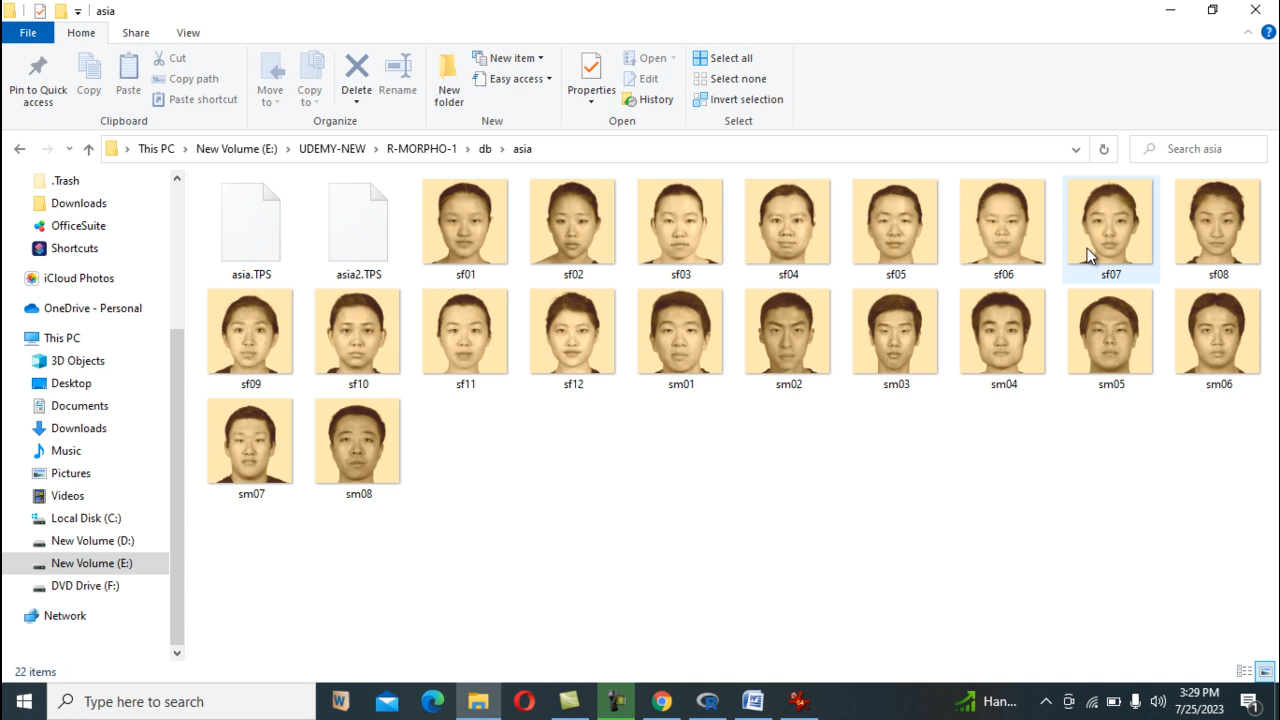 asia
File Home Share View
Pin to Quick access
Copy
Paste
Cut
Copy path
Paste shortcut
Clipboard
Move to
Copy to
Delete
Rename
Organize
New folder
New item
Easy access
New
Properties
Open
Edit
History
Open
Select all
Select none
Invert selection
Select
This PC > New Volume (E:) > UDEMY-NEW > R-MORPHO-1 > db > asia
Search asia
.Trash
Downloads
OfficeSuite
Shortcuts
iCloud Photos
OneDrive - Personal
This PC
3D Objects
Desktop
Documents
Downloads
Music
Pictures
Videos
Local Disk (C:)
New Volume (D:)
New Volume (E:)
DVD Drive (F:)
Network
asia.TPS asia2.TPS sf01 sf02 sf03 sf04 sf05 sf06 sf07 sf08
sf09 sf10 sf11 sf12 sm01 sm02 sm03 sm04 sm05 sm06
sm07 sm08
22 items
Type here to search
Han...
3:29 PM
7/25/2023